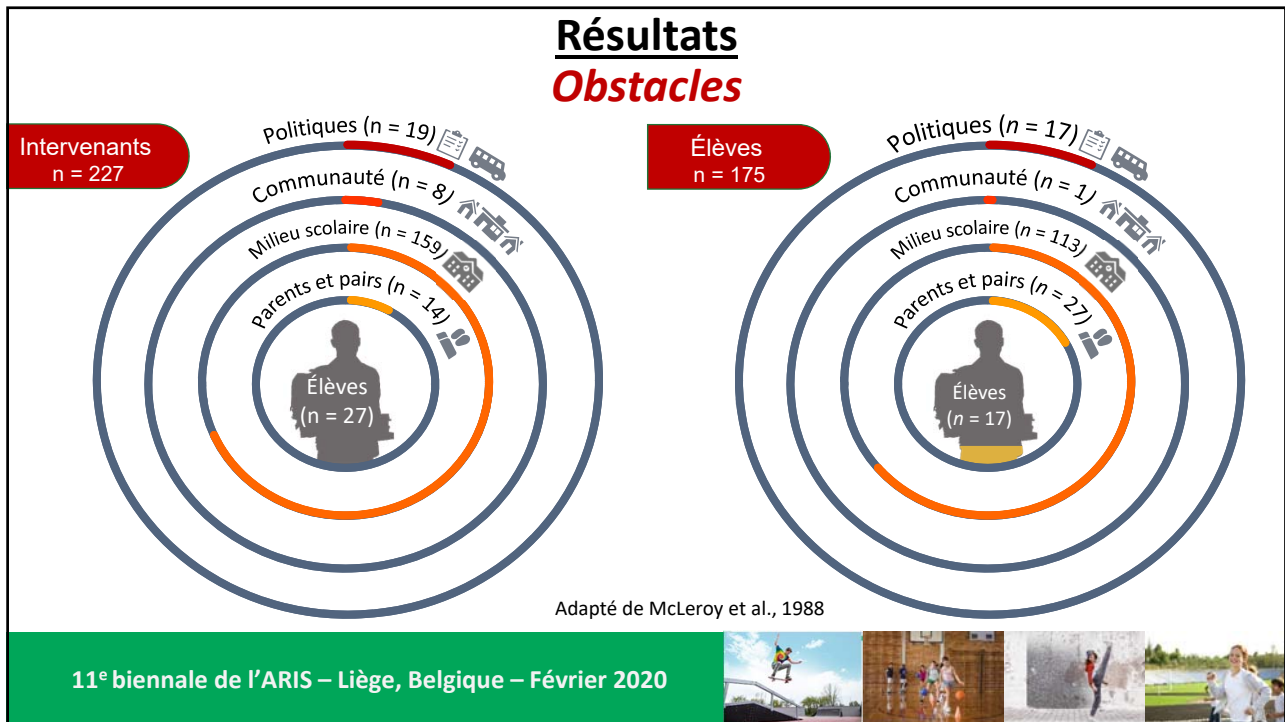 Résultats
Obstacles
Intervenants
n = 227
Politiques (n = 19)
Communauté (n = 8)
Milieu scolaire (n = 159)
Parents et pairs (n = 14)
Élèves
(n = 27)
Élèves
n = 175
Politiques (n = 17)
Communauté (n = 1)
Milieu scolaire (n = 113)
Parents et pairs (n = 27)
Élèves
(n = 17)
Adapté de McLeroy et al., 1988
11e biennale de l’ARIS – Liège, Belgique – Février 2020